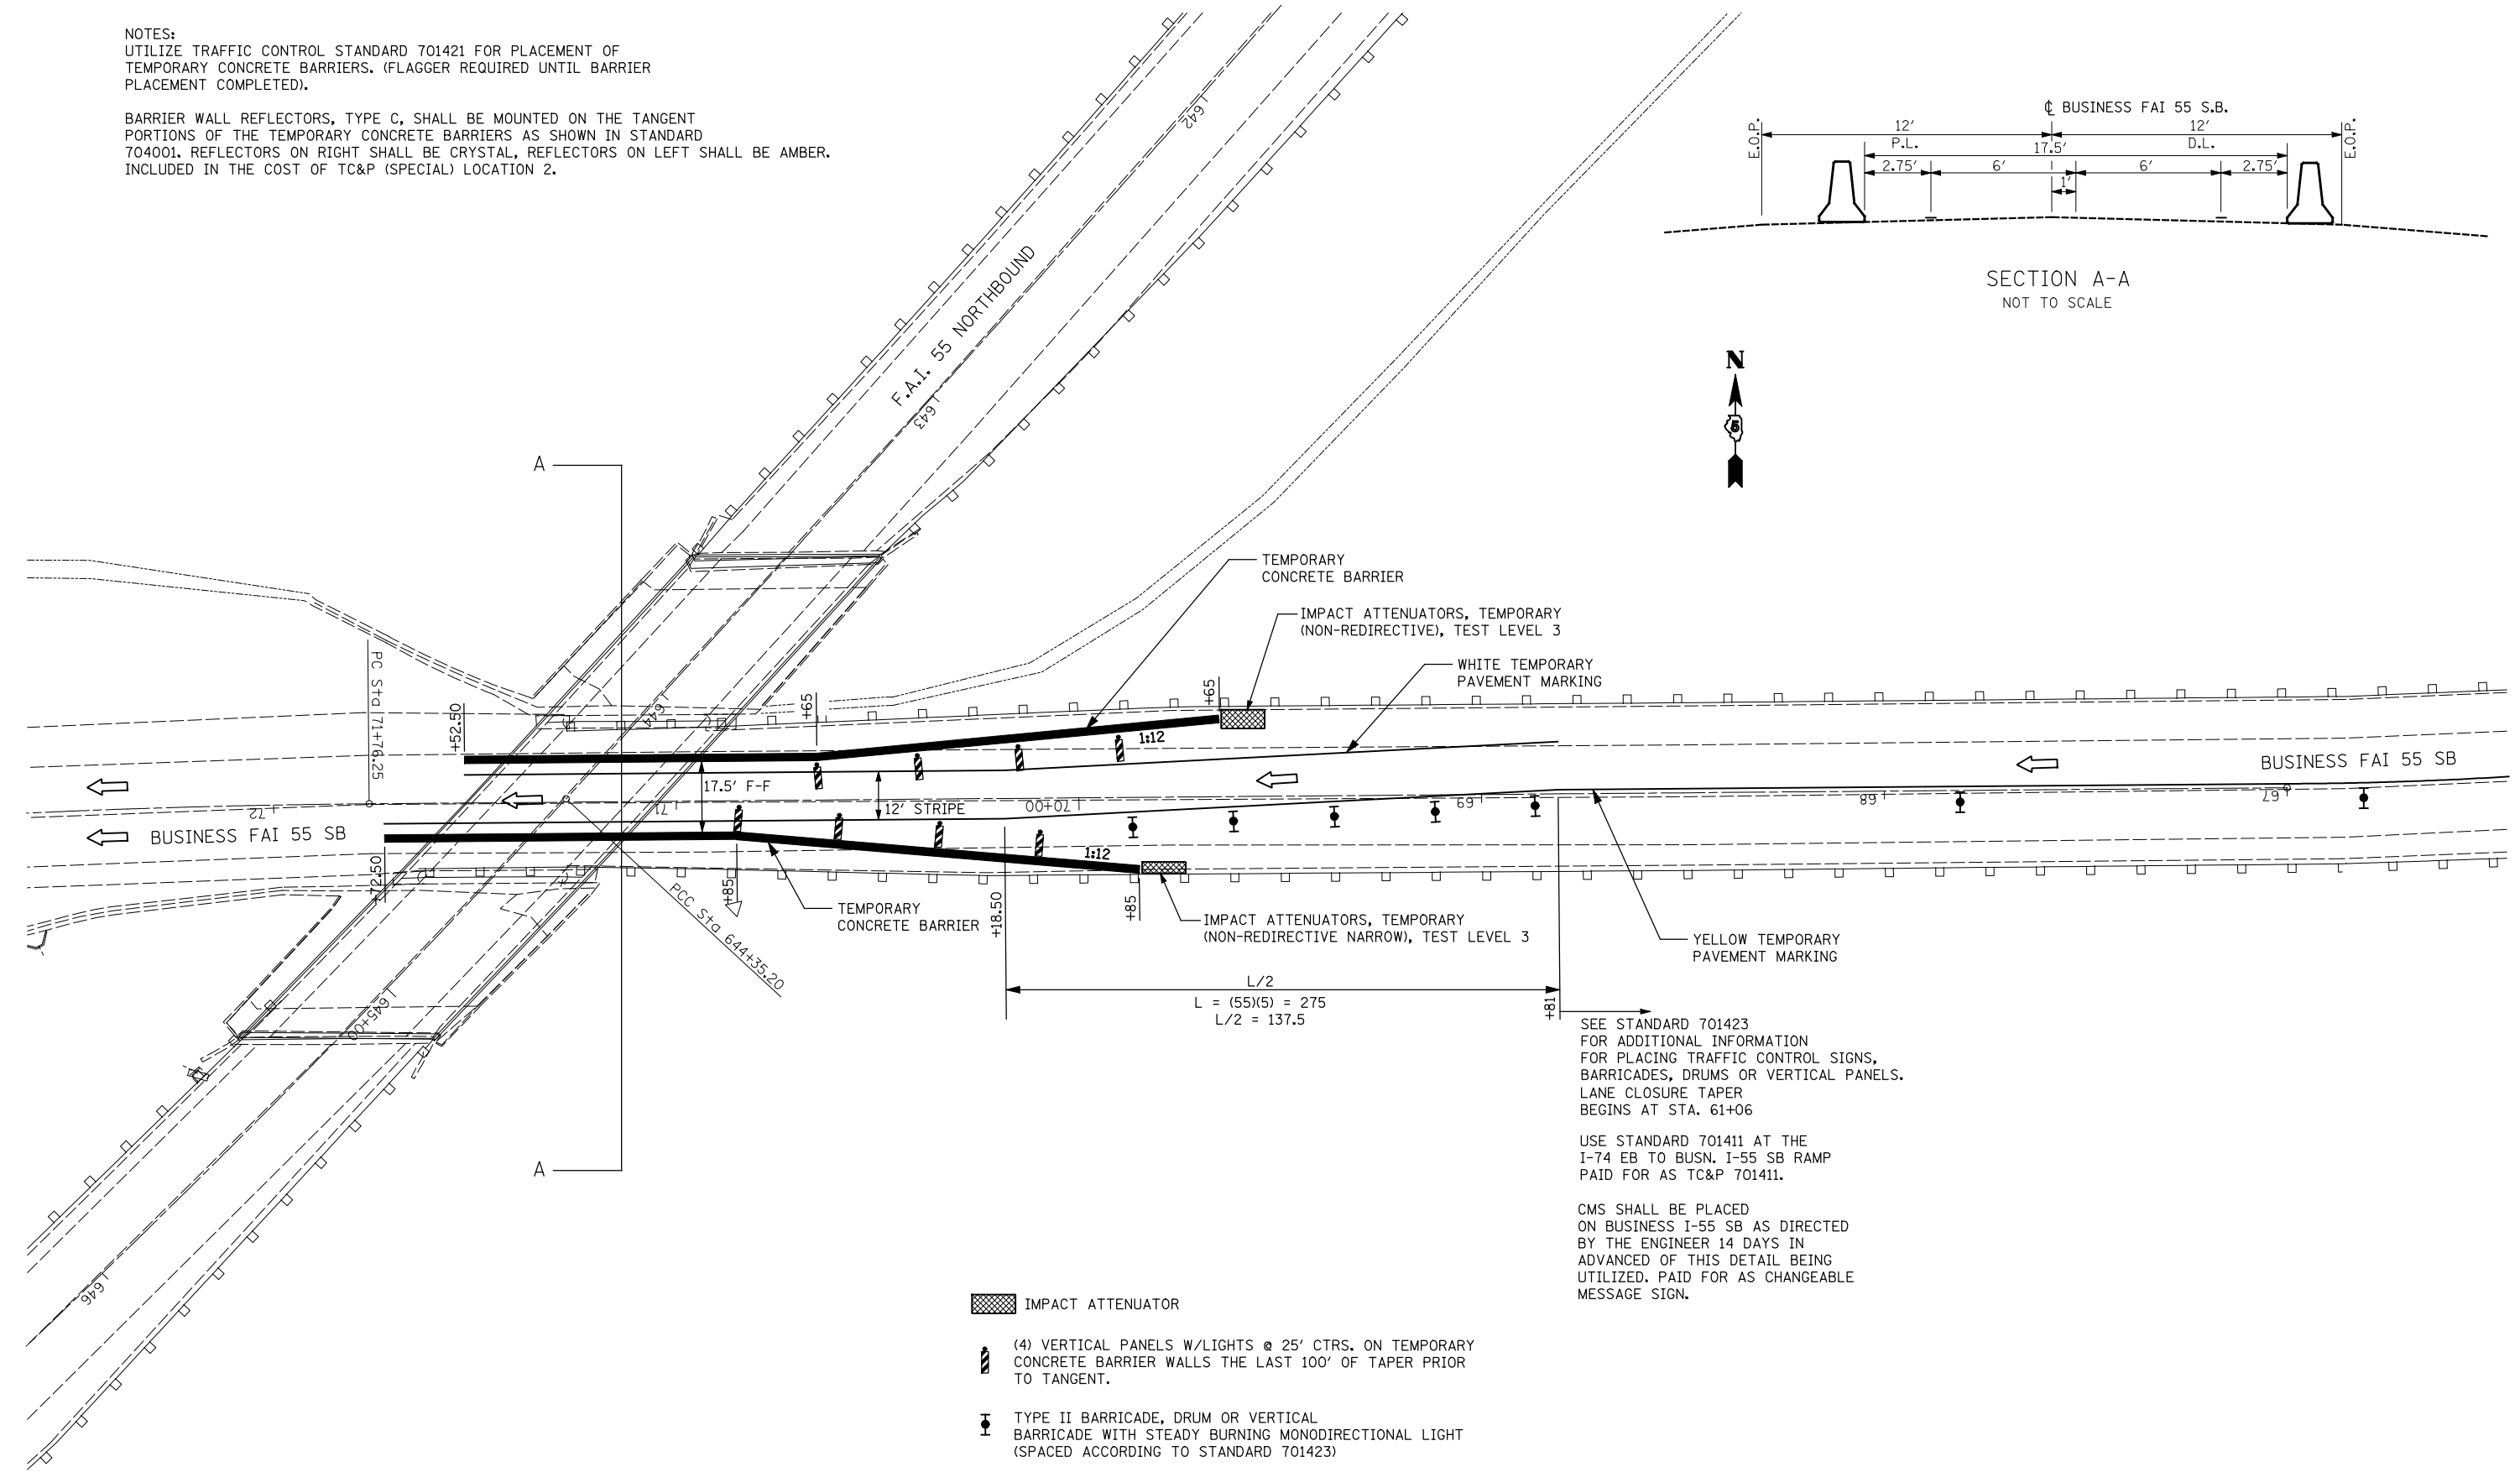 NOTES:
UTILIZE TRAFFIC CONTROL STANDARD 701421 FOR PLACEMENT OF
TEMPORARY CONCRETE BARRIERS. (FLAGGER REQUIRED UNTIL BARRIER
PLACEMENT COMPLETED).
BARRIER WALL REFLECTORS, TYPE C, SHALL BE MOUNTED ON THE TANGENT
PORTIONS OF THE TEMPORARY CONCRETE BARRIERS AS SHOWN IN STANDARD
704001. REFLECTORS ON RIGHT SHALL BE CRYSTAL, REFLECTORS ON LEFT SHALL BE AMBER.
INCLUDED IN THE COST OF TC&P (SPECIAL) LOCATION 2.
℄ BUSINESS FAI 55 S.B.
E.O.P.
12'
12'
E.O.P.
P.L.
D.L.
17.5'
2.75'
6'
6'
2.75'
1'
SECTION A-A
NOT TO SCALE
N
5
642
F.A.I. 55 NORTHBOUND
643
A
TEMPORARY
CONCRETE BARRIER
IMPACT ATTENUATORS, TEMPORARY
(NON-REDIRECTIVE), TEST LEVEL 3
WHITE TEMPORARY
PAVEMENT MARKING
PC Sta 71+76.25
+52.50
644
+65
+65
1:12
17.5' F-F
12' STRIPE
BUSINESS FAI 55 SB
72
71
70+00
69
68
67
BUSINESS FAI 55 SB
+72.50
+85
PCC Sta 644+35.20
TEMPORARY
CONCRETE BARRIER
+18.50
1:12
+85
IMPACT ATTENUATORS, TEMPORARY
(NON-REDIRECTIVE NARROW), TEST LEVEL 3
YELLOW TEMPORARY
PAVEMENT MARKING
L/2
L = (55)(5) = 275
L/2 = 137.5
+81
645+00
SEE STANDARD 701423
FOR ADDITIONAL INFORMATION
FOR PLACING TRAFFIC CONTROL SIGNS,
BARRICADES, DRUMS OR VERTICAL PANELS.
LANE CLOSURE TAPER
BEGINS AT STA. 61+06
USE STANDARD 701411 AT THE
I-74 EB TO BUSN. I-55 SB RAMP
PAID FOR AS TC&P 701411.
A
CMS SHALL BE PLACED
ON BUSINESS I-55 SB AS DIRECTED
BY THE ENGINEER 14 DAYS IN
ADVANCED OF THIS DETAIL BEING
UTILIZED. PAID FOR AS CHANGEABLE
MESSAGE SIGN.
646
IMPACT ATTENUATOR
(4) VERTICAL PANELS W/LIGHTS @ 25' CTRS. ON TEMPORARY
CONCRETE BARRIER WALLS THE LAST 100' OF TAPER PRIOR
TO TANGENT.
TYPE II BARRICADE, DRUM OR VERTICAL
BARRICADE WITH STEADY BURNING MONODIRECTIONAL LIGHT
(SPACED ACCORDING TO STANDARD 701423)